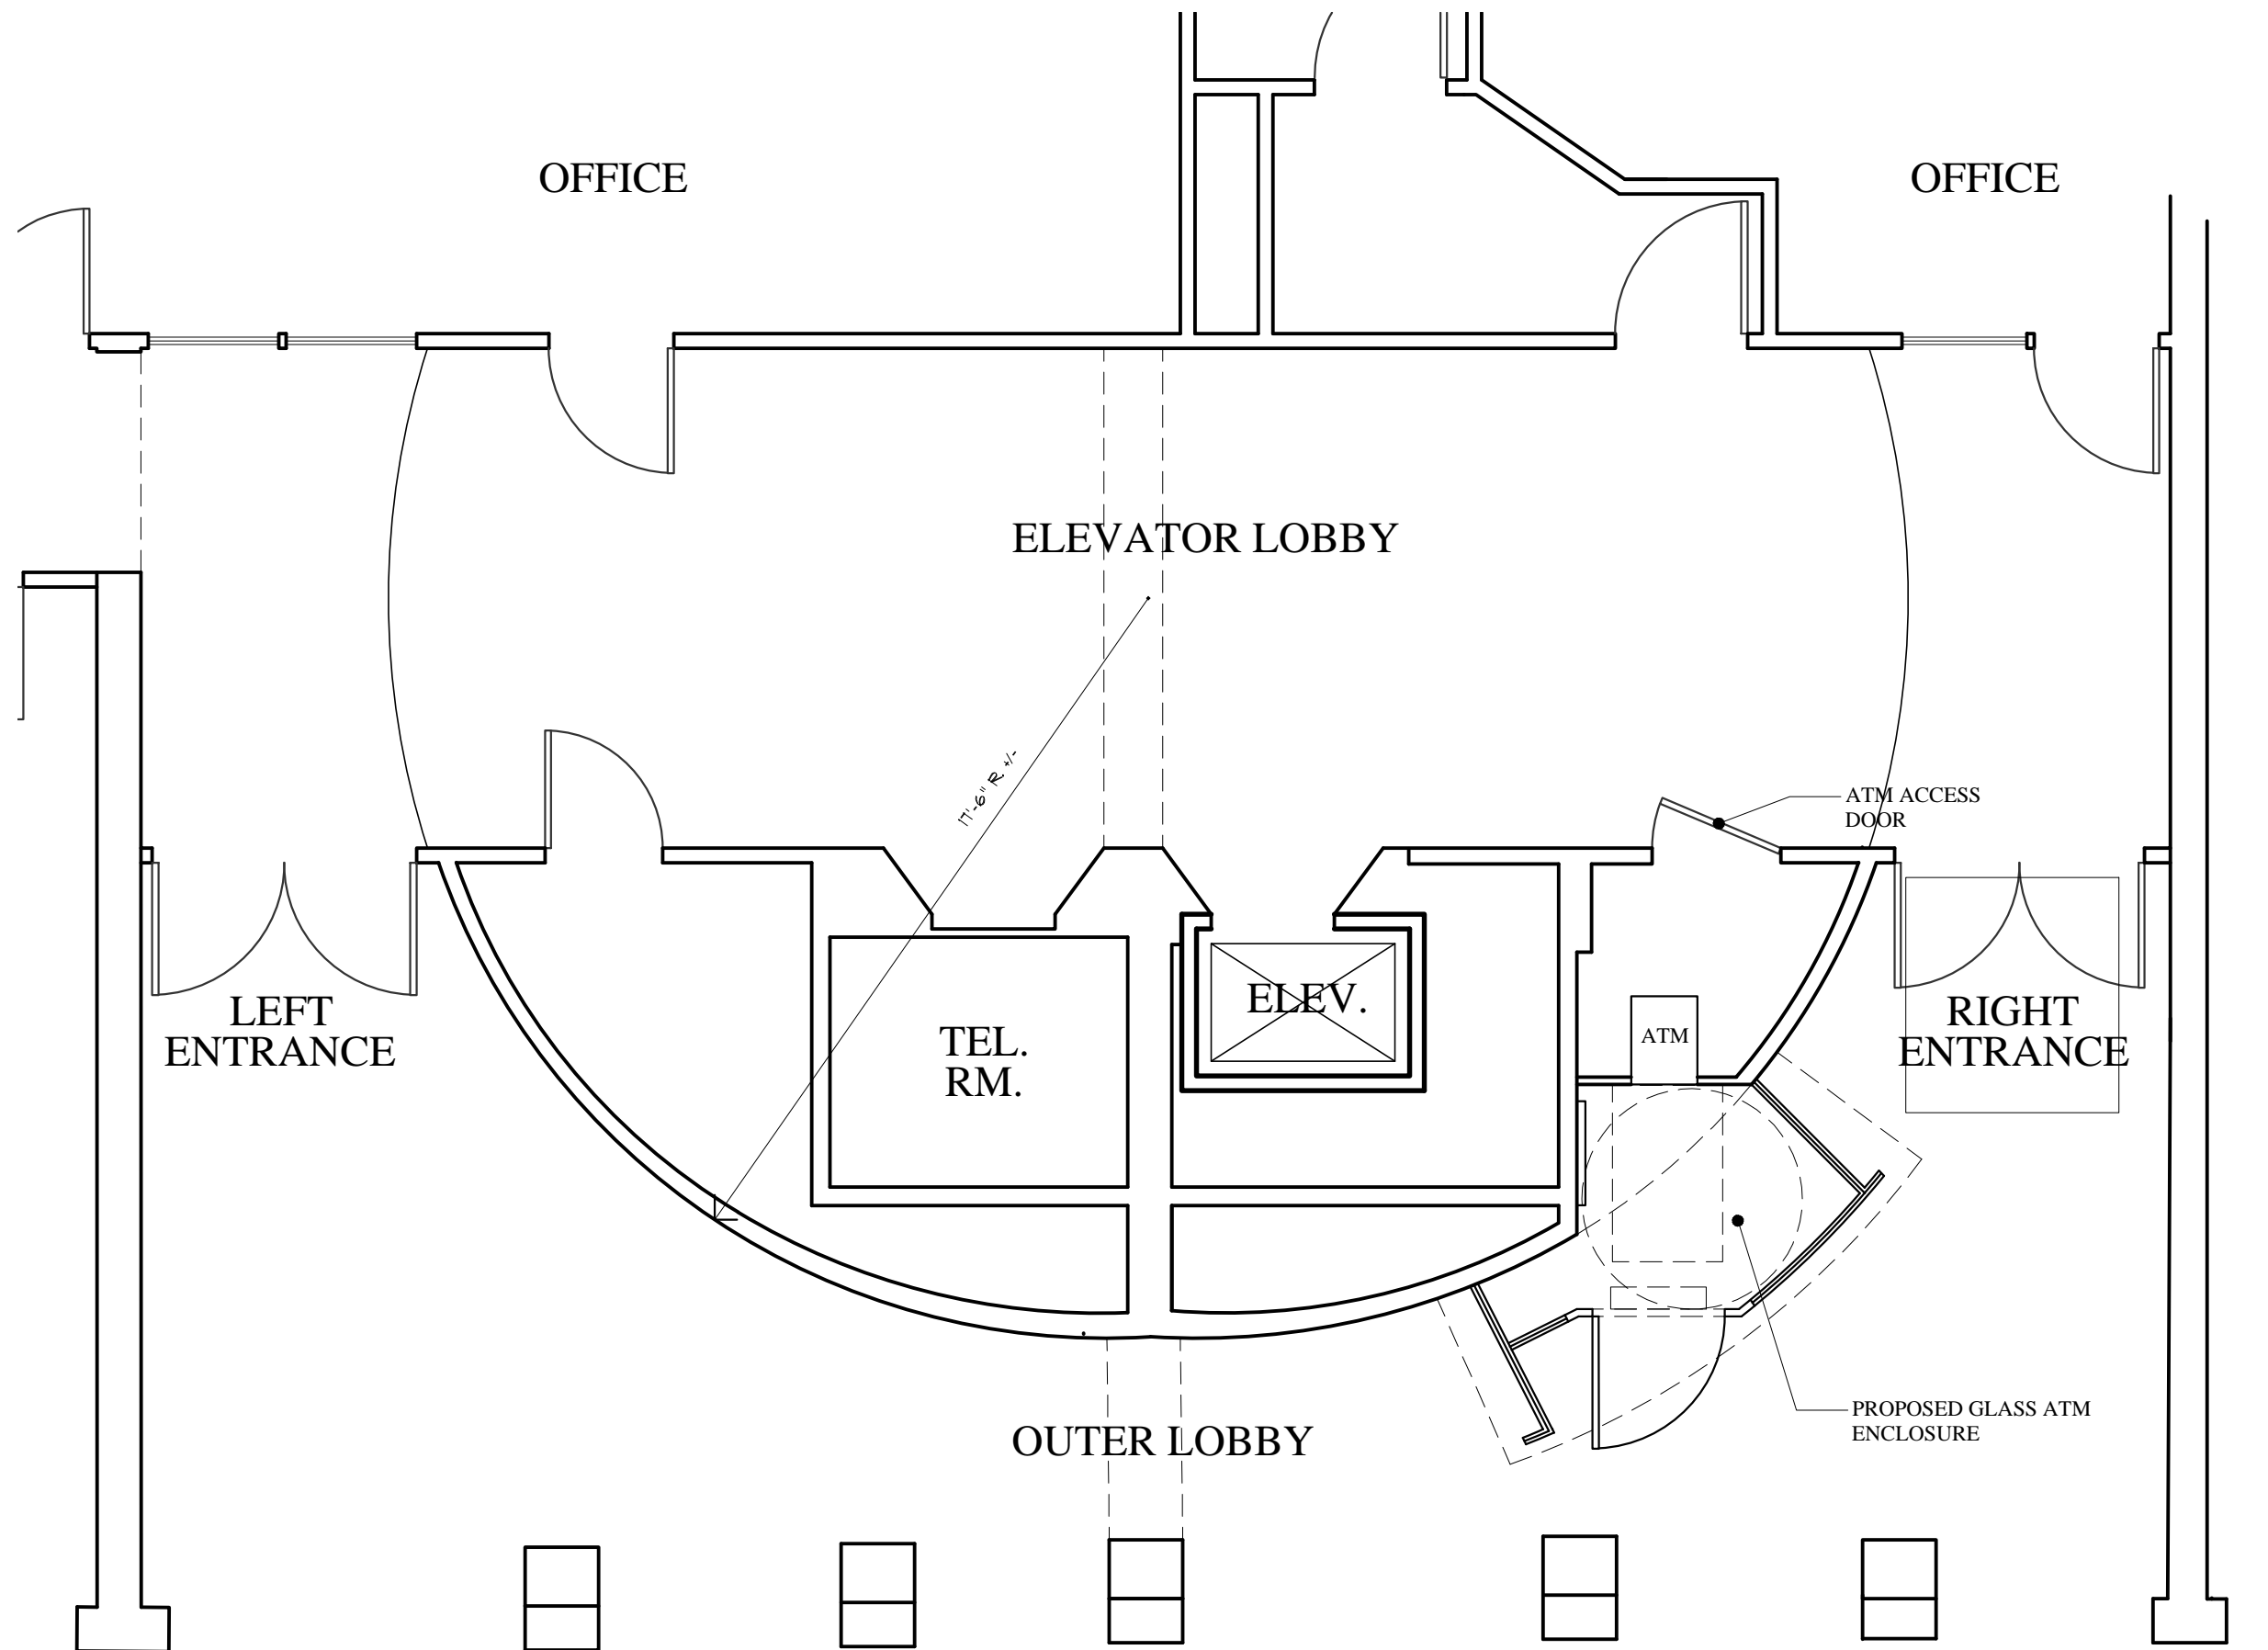 OFFICE
OFFICE
ELEVATOR LOBBY
17'-6" R. +/-
ATM ACCESS
DOOR
LEFT
ENTRANCE
TEL.
RM.
ELEV.
ATM
RIGHT
ENTRANCE
OUTER LOBBY
PROPOSED GLASS ATM
ENCLOSURE